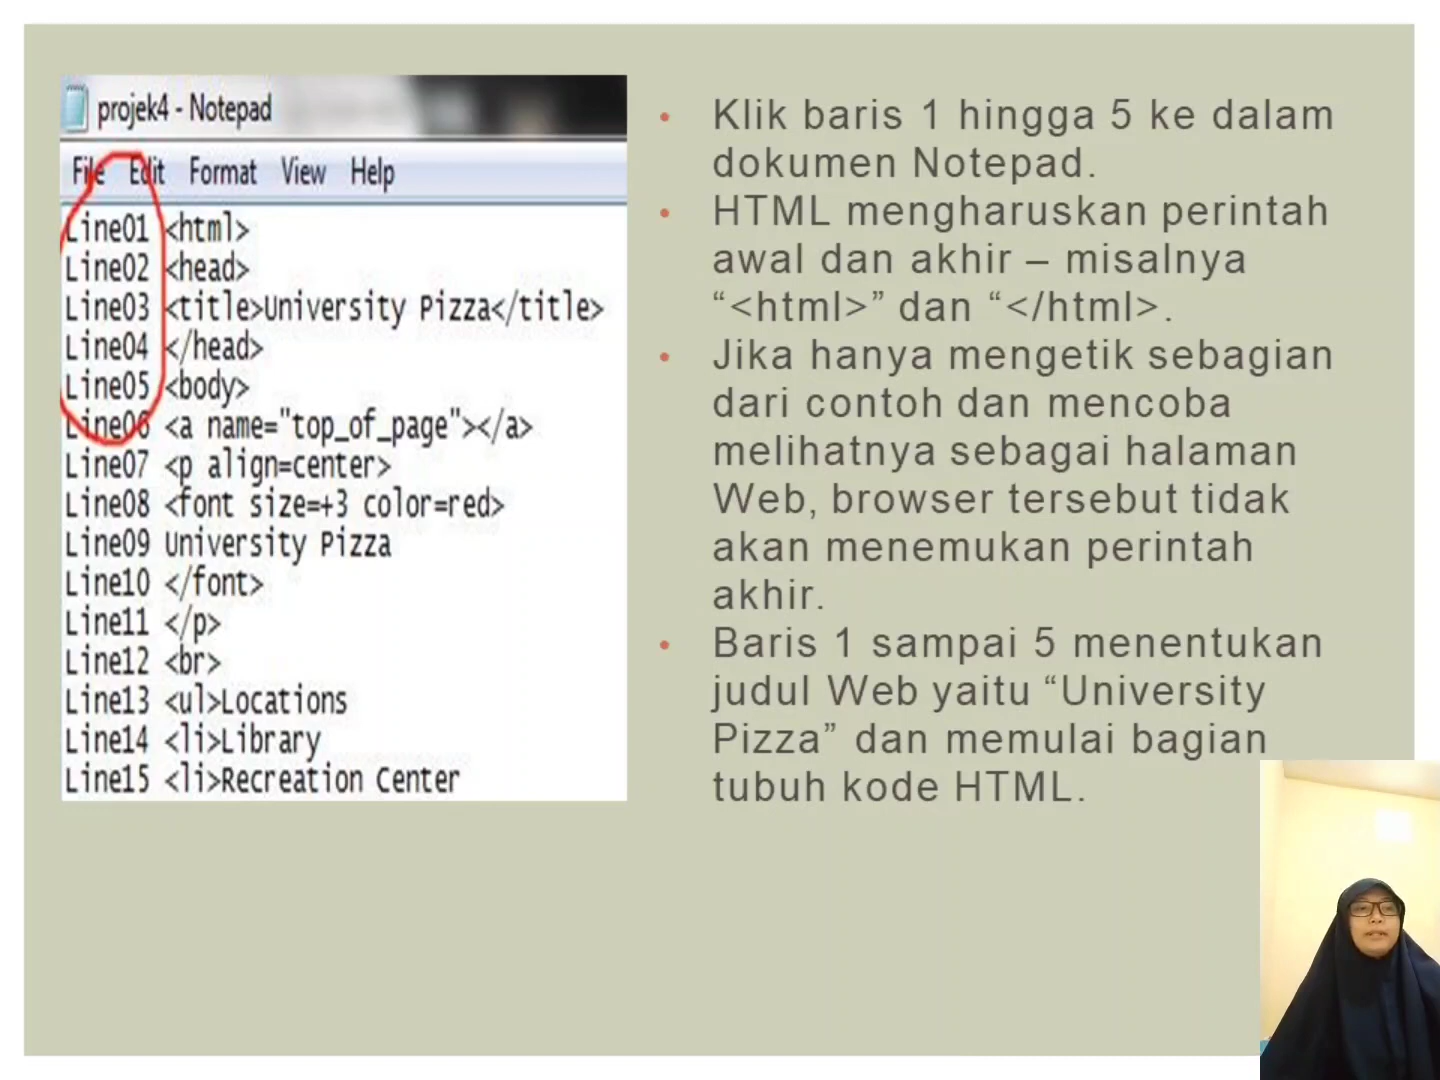 projek4 - Notepad
File Edit Format View Help
Line01 <html>
Line02 <head>
Line03 <title>University Pizza</title>
Line04 </head>
Line05 <body>
Line06 <a name="top_of_page"></a>
Line07 <p align=center>
Line08 <font size=+3 color=red>
Line09 University Pizza
Line10 </font>
Line11 </p>
Line12 <br>
Line13 <ul>Locations
Line14 <li>Library
Line15 <li>Recreation Center
• Klik baris 1 hingga 5 ke dalam
dokumen Notepad.
• HTML mengharuskan perintah
awal dan akhir – misalnya
“<html>” dan “</html>.
• Jika hanya mengetik sebagian
dari contoh dan mencoba
melihatnya sebagai halaman
Web, browser tersebut tidak
akan menemukan perintah
akhir.
• Baris 1 sampai 5 menentukan
judul Web yaitu “University
Pizza” dan memulai bagian
tubuh kode HTML.